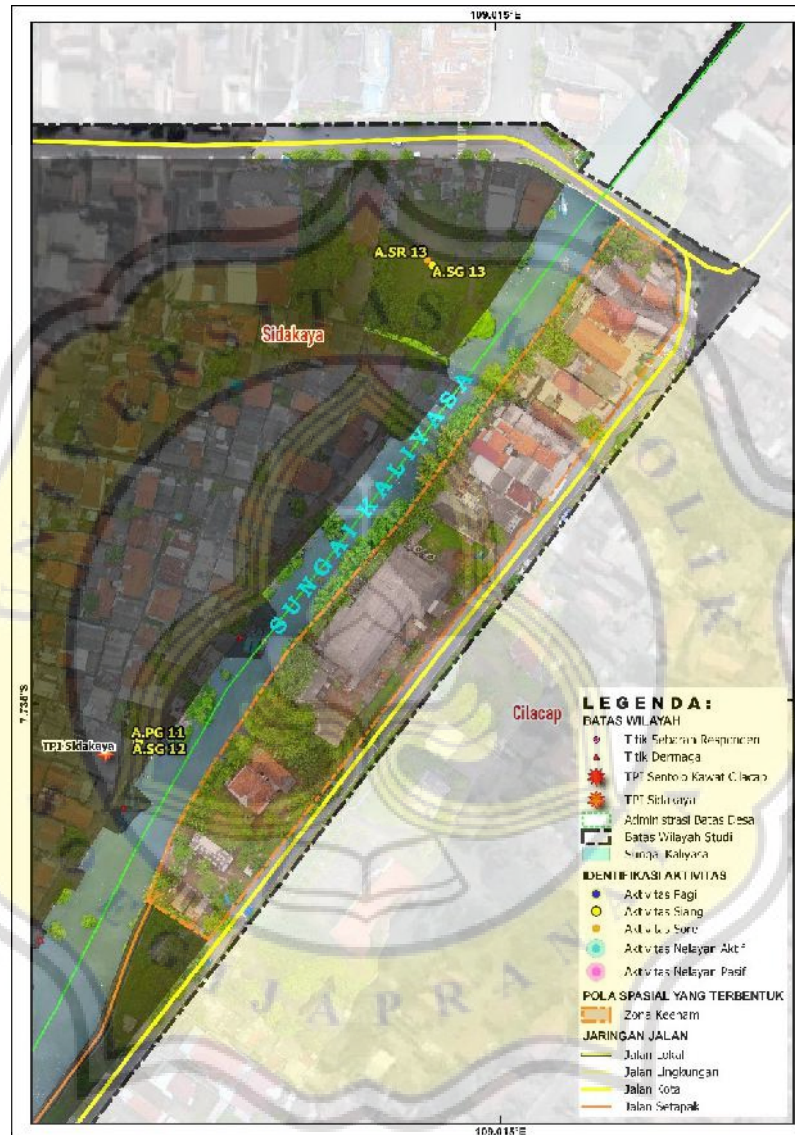 109.015°E
A.SR 13
A.SG 13
Sidakaya
SUNGAI KALIYASA
7.735°S
Cilacap
A.PG 11
A.SG 12
TPI Sidakaya
LEGENDA:
BATAS WILAYAH
Titik Sebaran Responden
Titik Dermaga
TPI Sentolo Kawat Cilacap
TPI Sidakaya
Administrasi Batas Desa
Batas Wilayah Studi
Sungai Kaliyasa
IDENTIFIKASI AKTIVITAS
Aktivitas Pagi
Aktivitas Siang
Aktivitas Sore
Aktivitas Nelayan Aktif
Aktivitas Nelayan Pasif
POLA SPASIAL YANG TERBENTUK
Zona Keenam
JARINGAN JALAN
Jalan Lokal
Jalan Lingkungan
Jalan Kota
Jalan Setapak
109.015°E